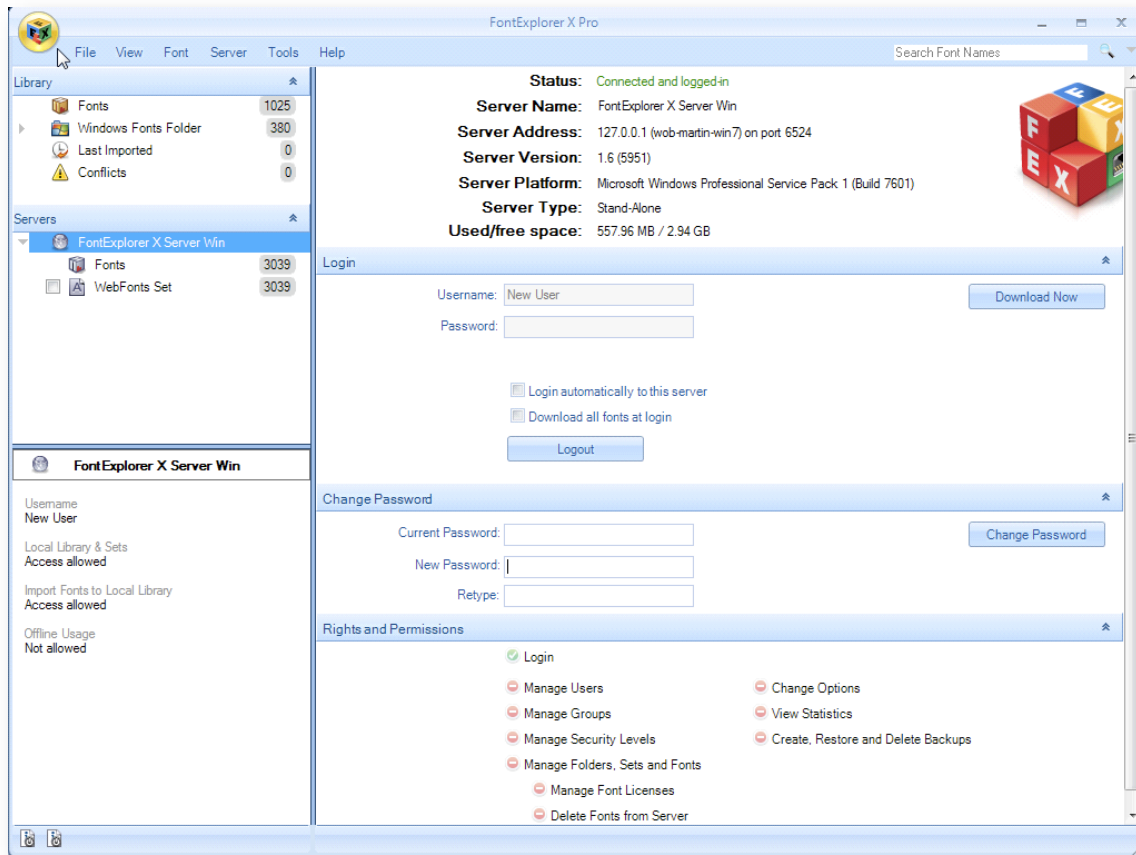 FontExplorer X Pro
File View Font Server Tools Help
Search Font Names
Library
Fonts 1025
Windows Fonts Folder 380
Last Imported 0
Conflicts 0
Servers
FontExplorer X Server Win
Fonts 3039
WebFonts Set 3039
FontExplorer X Server Win
Username
New User
Local Library & Sets
Access allowed
Import Fonts to Local Library
Access allowed
Offline Usage
Not allowed
Status: Connected and logged-in
Server Name: FontExplorer X Server Win
Server Address: 127.0.0.1 (wob-martin-win7) on port 6524
Server Version: 1.6 (5951)
Server Platform: Microsoft Windows Professional Service Pack 1 (Build 7601)
Server Type: Stand-Alone
Used/free space: 557.96 MB / 2.94 GB
F E X
F E X
Login
Username: New User
Download Now
Password:
Login automatically to this server
Download all fonts at login
Logout
Change Password
Current Password:
Change Password
New Password:
Retype:
Rights and Permissions
Login
Manage Users Change Options
Manage Groups View Statistics
Manage Security Levels Create, Restore and Delete Backups
Manage Folders, Sets and Fonts
Manage Font Licenses
Delete Fonts from Server